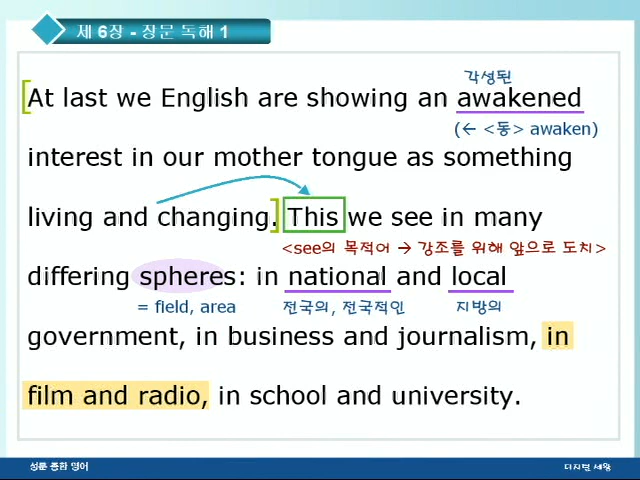 제 6장 - 장문 독해 1
각성된
At last we English are showing an awakened
(← <동> awaken)
interest in our mother tongue as something
living and changing. This we see in many
<see의 목적어 → 강조를 위해 앞으로 도치>
differing spheres: in national and local
= field, area 전국의, 전국적인 지방의
government, in business and journalism, in
film and radio, in school and university.
성문 종합 영어 디지털 세왕